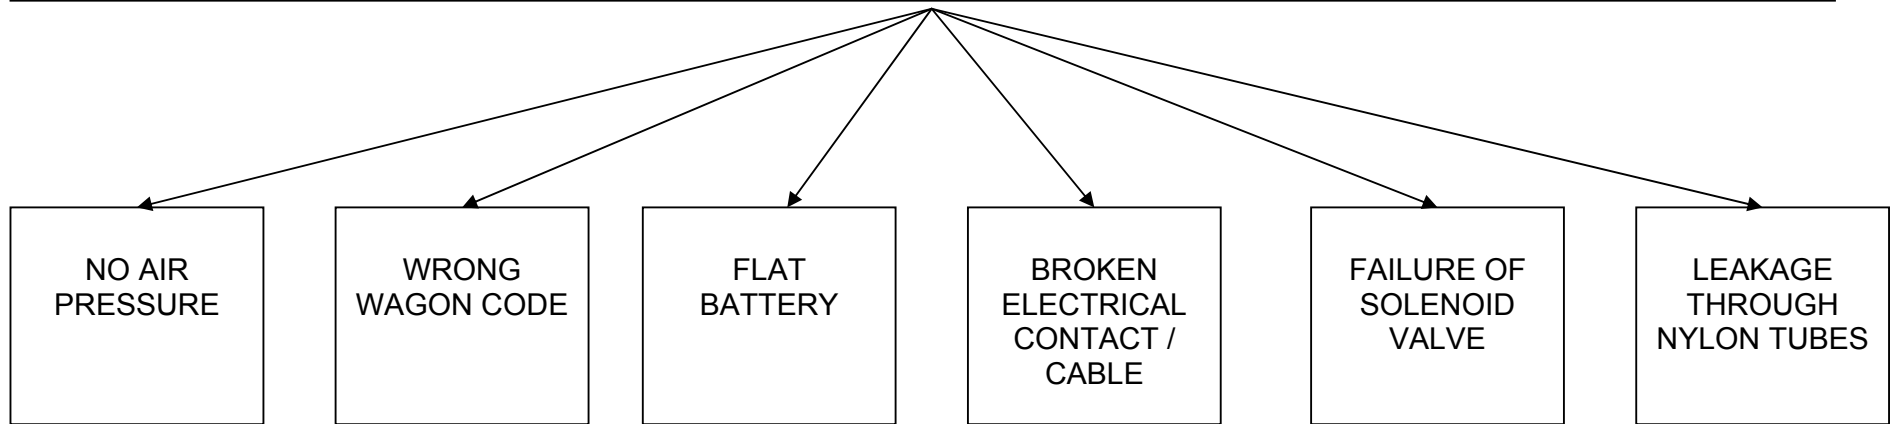 NO AIR
PRESSURE
WRONG
WAGON CODE
FLAT
BATTERY
BROKEN
ELECTRICAL
CONTACT /
CABLE
FAILURE OF
SOLENOID
VALVE
LEAKAGE
THROUGH
NYLON TUBES